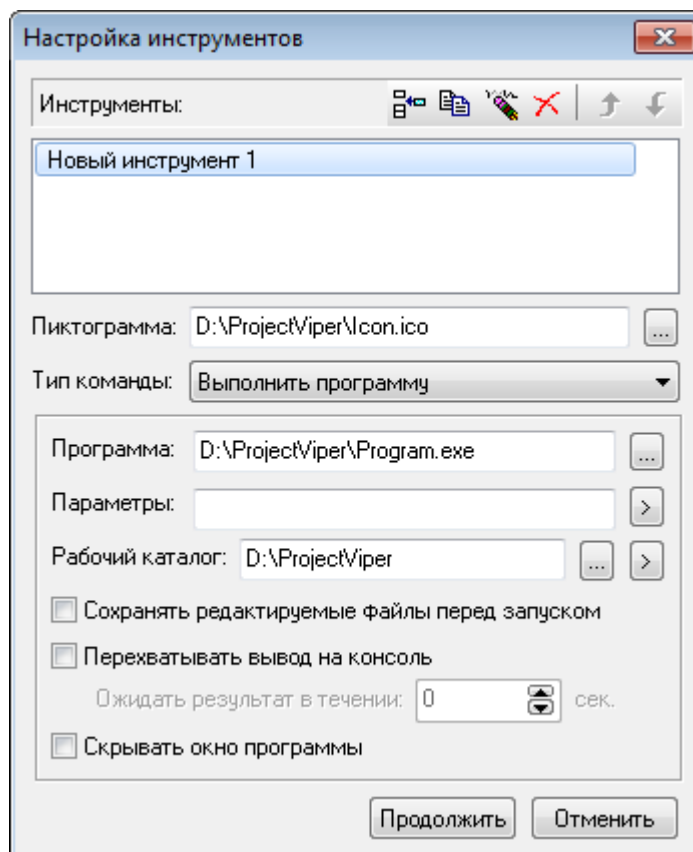 Настройка инструментов
Инструменты:
Новый инструмент 1
Пиктограмма: D:\ProjectViper\Icon.ico ...
Тип команды: Выполнить программу
Программа: D:\ProjectViper\Program.exe ...
Параметры: >
Рабочий каталог: D:\ProjectViper ... >
Сохранять редактируемые файлы перед запуском
Перехватывать вывод на консоль
Ожидать результат в течении: 0 сек.
Скрывать окно программы
Продолжить Отменить